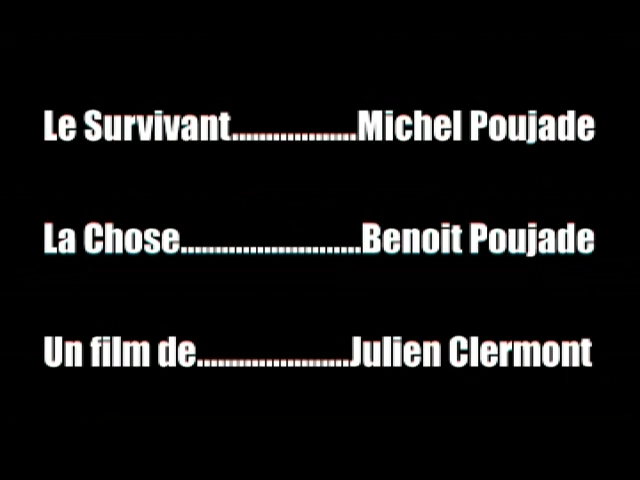 Le Survivant..................Michel Poujade
La Chose..........................Benoit Poujade
Un film de......................Julien Clermont